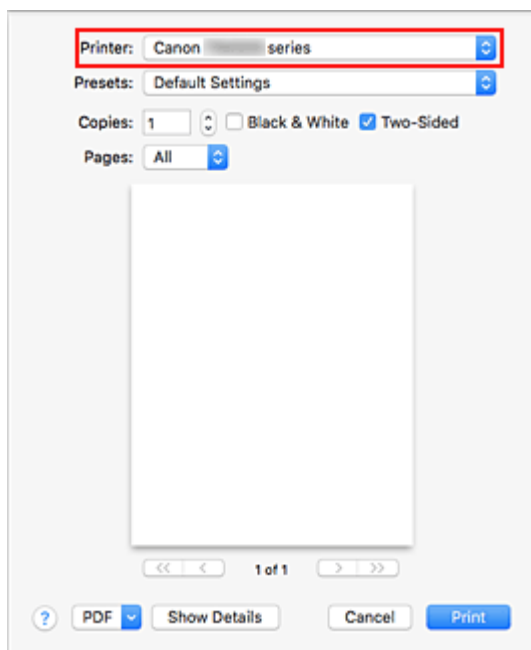 Printer: Canon series
Presets: Default Settings
Copies: 1 Black & White Two-Sided
Pages: All
<< < 1 of 1 > >>
? PDF Show Details Cancel Print